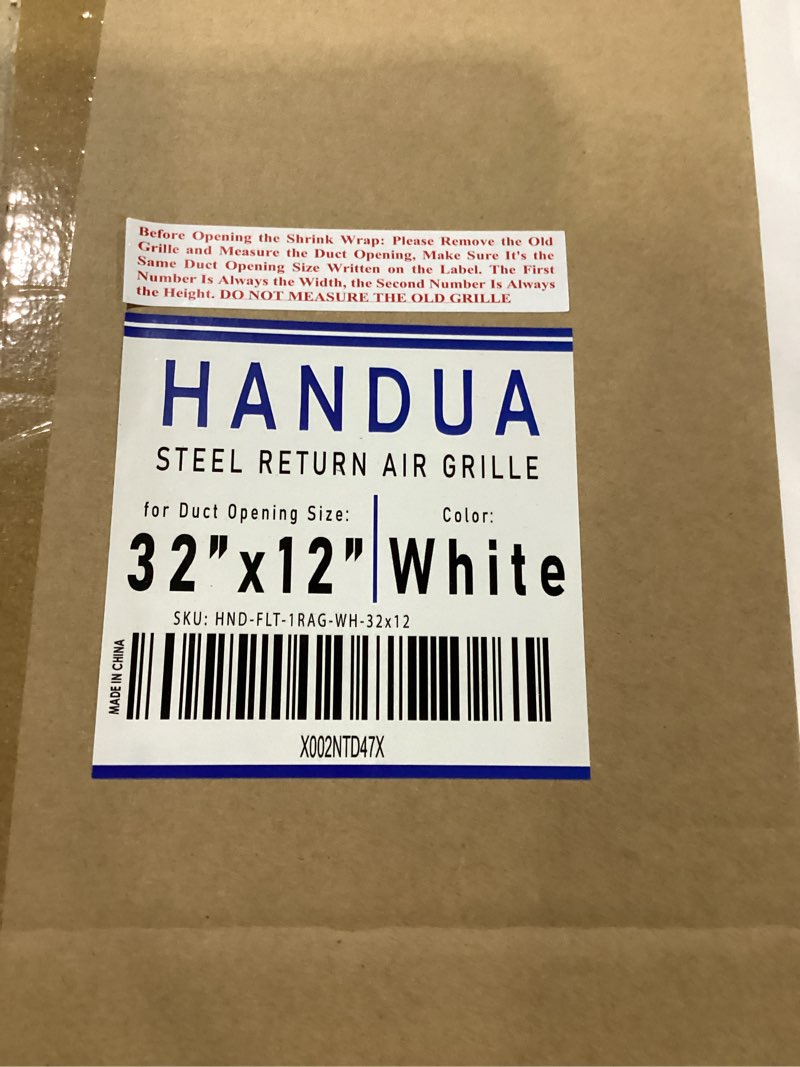 Before Opening the Shrink Wrap: Please Remove the Old
Grille and Measure the Duct Opening, Make Sure It's the
Same Duct Opening Size Written on the Label. The First
Number Is Always the Width, the Second Number Is Always
the Height. DO NOT MEASURE THE OLD GRILLE
HANDUA
STEEL RETURN AIR GRILLE
for Duct Opening Size:
32”x12”
Color:
White
SKU: HND-FLT-1RAG-WH-32x12
MADE IN CHINA
X002NTD47X